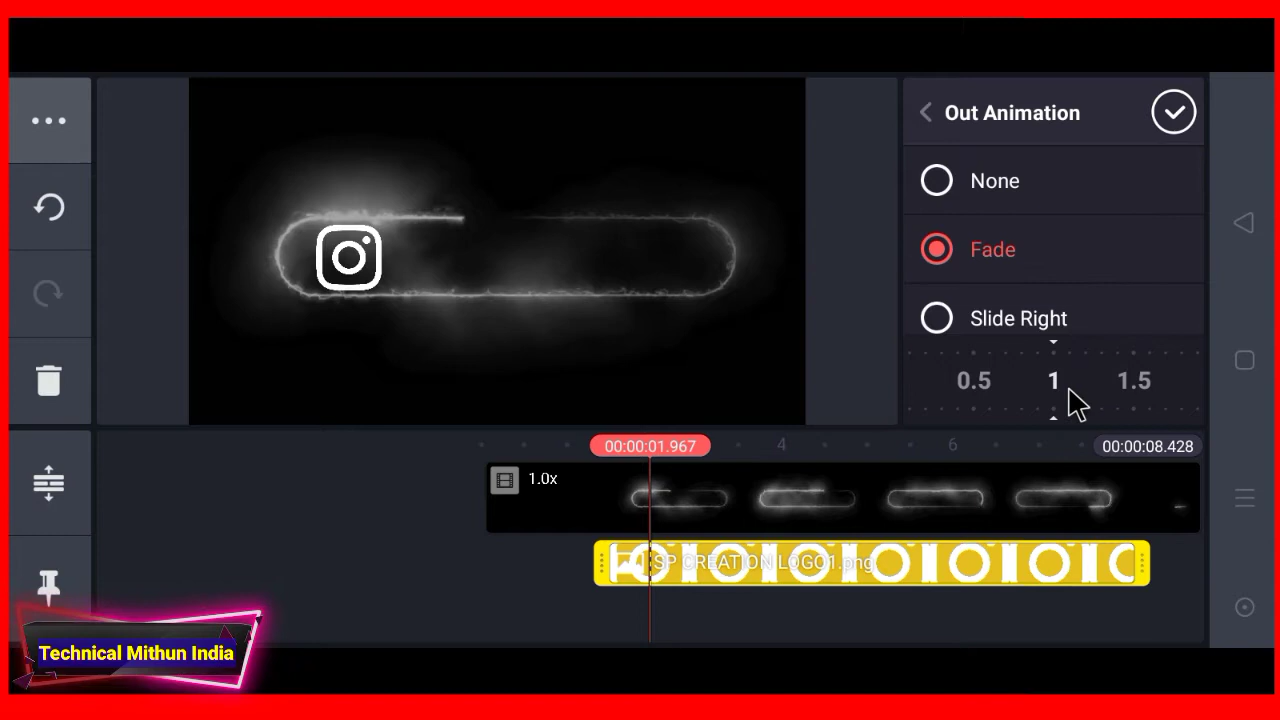 Out Animation
None
Fade
Slide Right
0.5 1 1.5
00:00:01.967 4 6 00:00:08.428
1.0x
SP CREATION LOGO1.png
Technical Mithun India